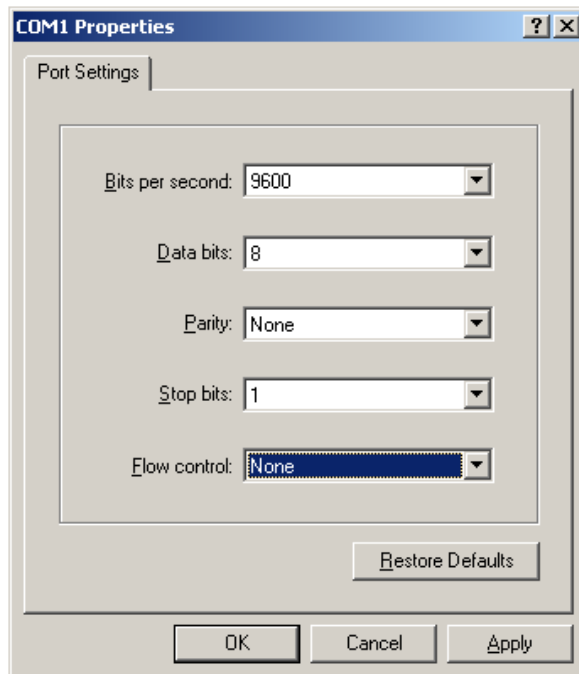 COM1 Properties
Port Settings
Bits per second: 9600
Data bits: 8
Parity: None
Stop bits: 1
Flow control: None
Restore Defaults
OK Cancel Apply